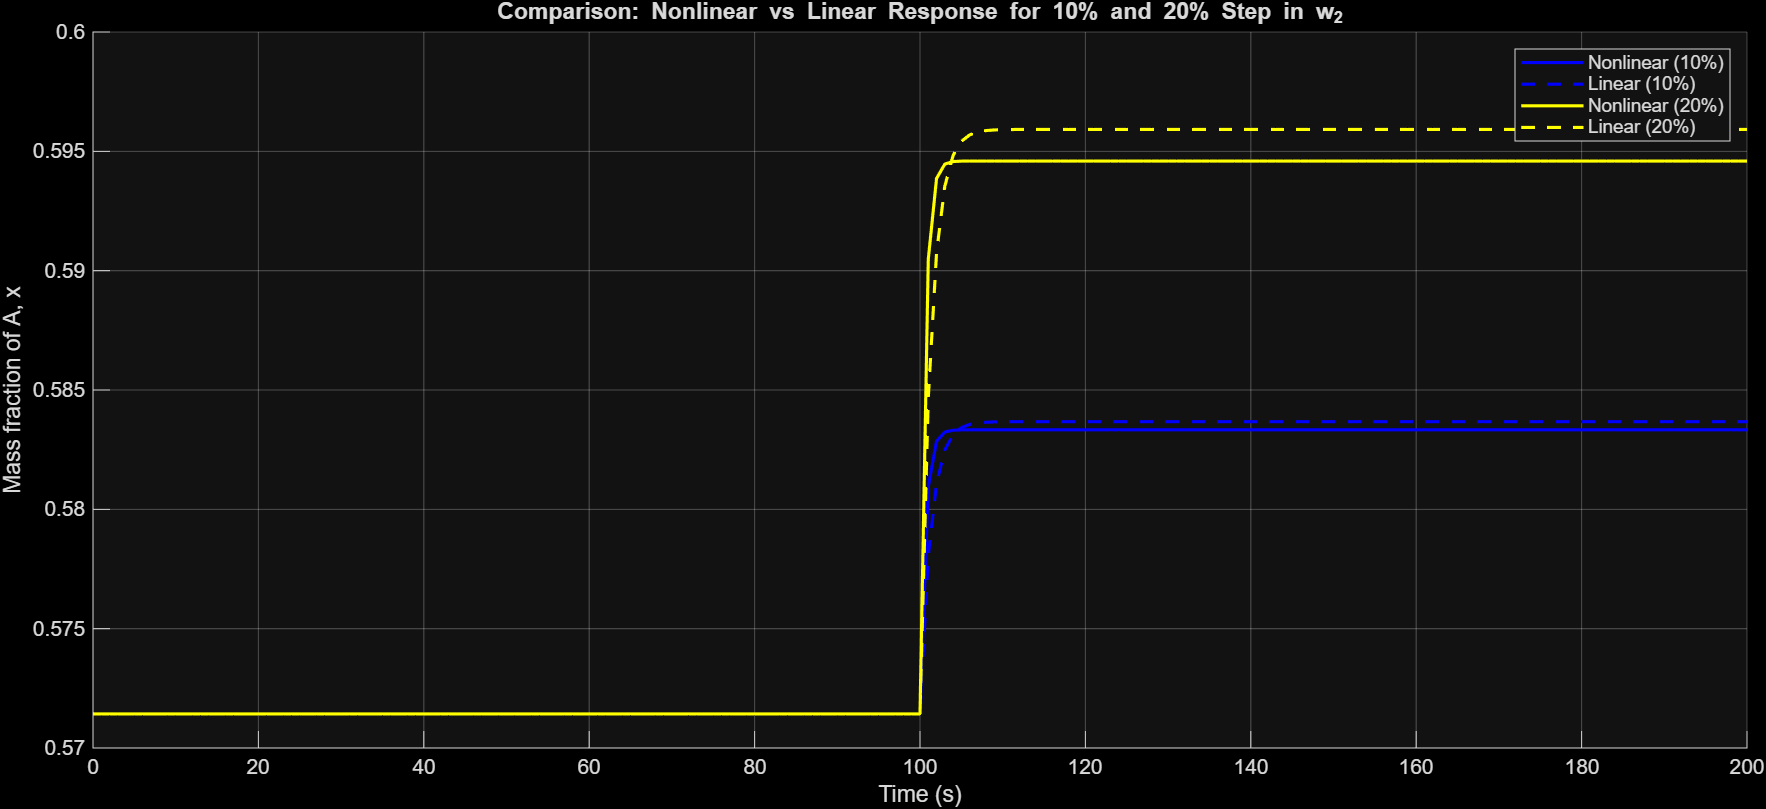 Comparison: Nonlinear vs Linear Response for 10% and 20% Step in w₂
Nonlinear (10%)
Linear (10%)
Nonlinear (20%)
Linear (20%)
Mass fraction of A, x
0.6
0.595
0.59
0.585
0.58
0.575
0.57
0 20 40 60 80 100 120 140 160 180 200
Time (s)